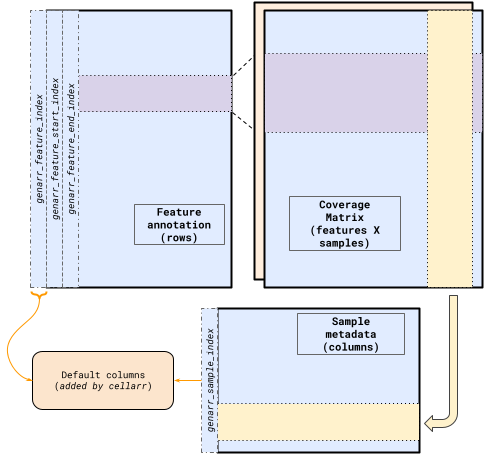 genarr_feature_index
genarr_feature_start_index
genarr_feature_end_index
Feature
annotation
(rows)
Coverage
Matrix
(features X
samples)
Sample
metadata
(columns)
genarr_sample_index
Default columns
(added by cellarr)